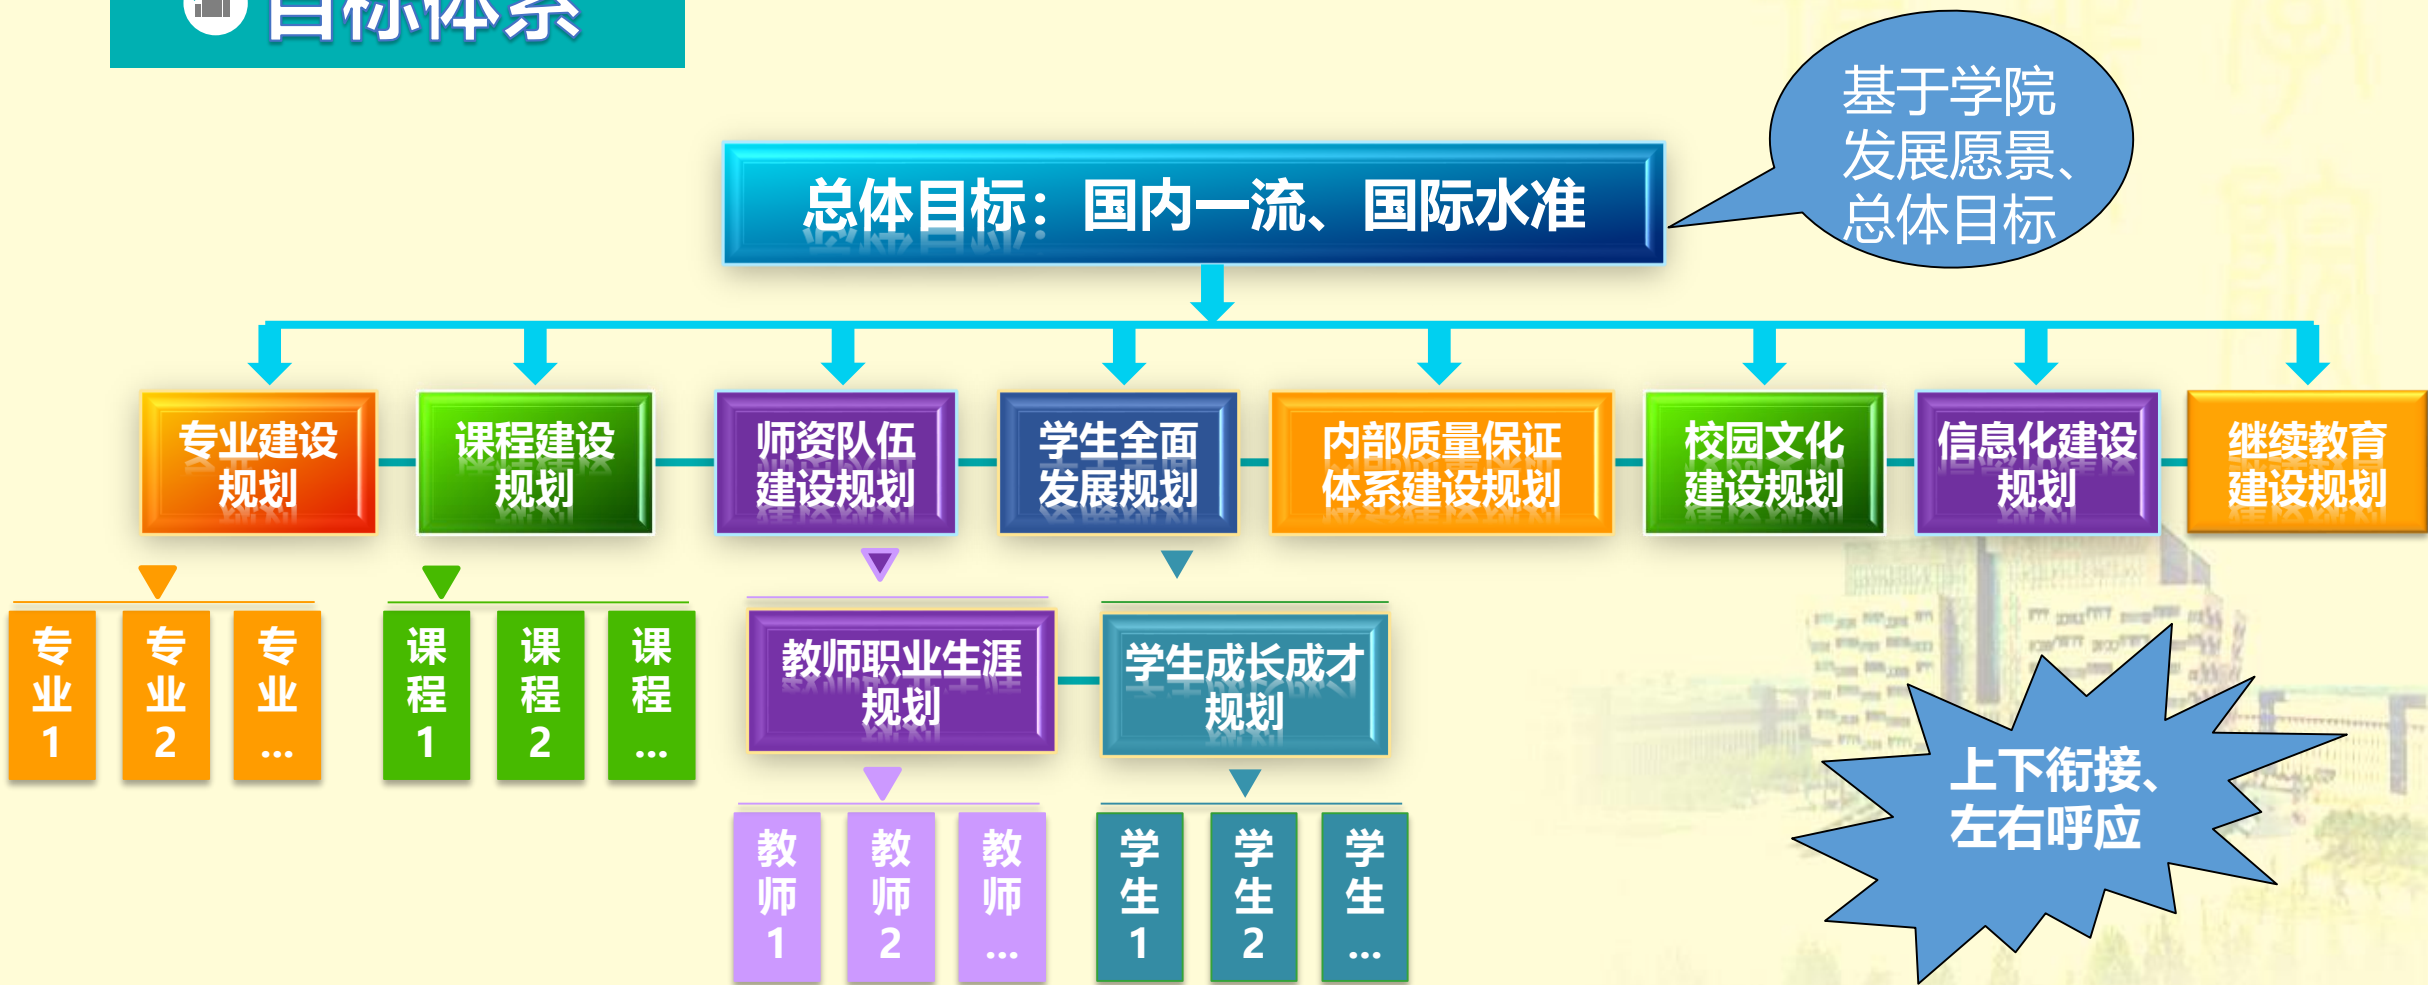 目标体系
基于学院
发展愿景、
总体目标
总体目标：国内一流、国际水准
专业建设
规划
课程建设
规划
师资队伍
建设规划
学生全面
发展规划
内部质量保证
体系建设规划
校园文化
建设规划
信息化建设
规划
继续教育
建设规划
专业1
专业2
专业...
课程1
课程2
课程...
教师职业生涯
规划
学生成长成才
规划
教师1
教师2
教师...
学生1
学生2
学生...
上下衔接、
左右呼应